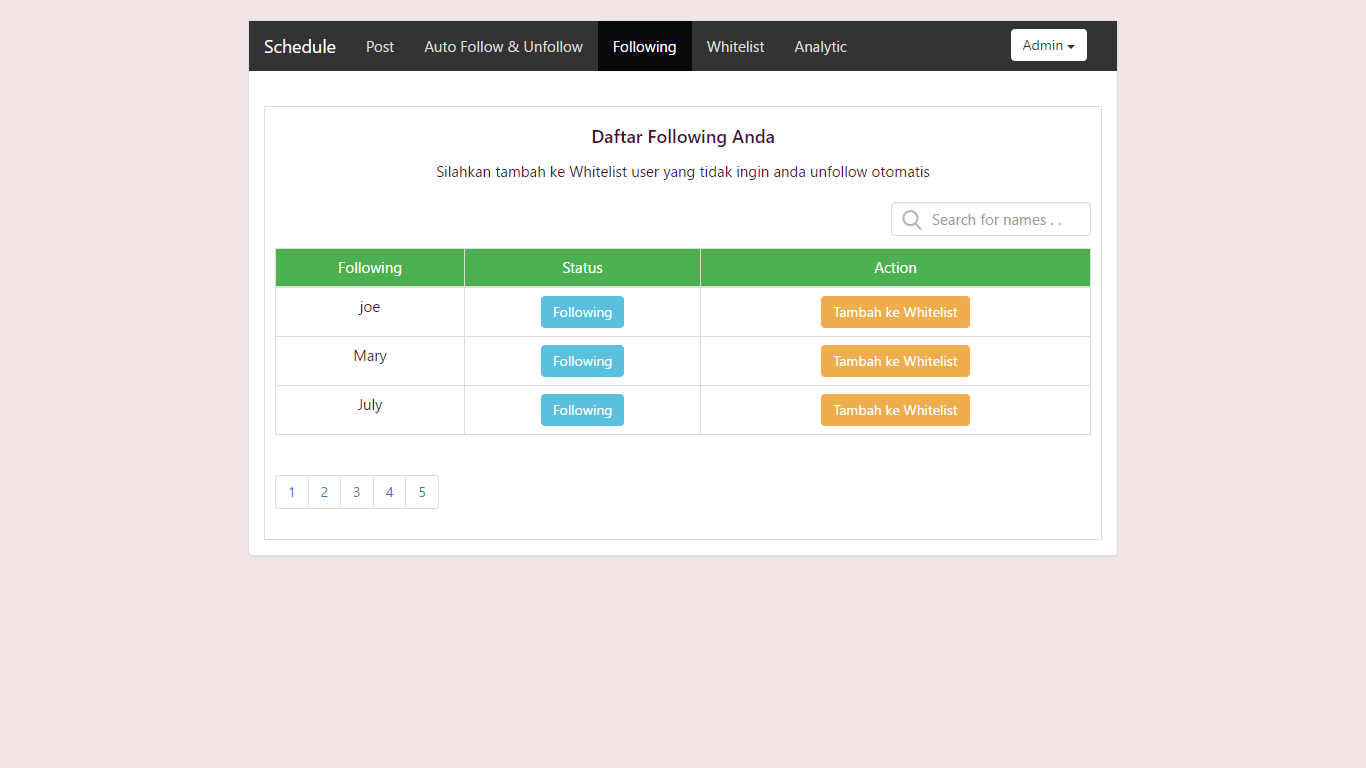 Schedule Post Auto Follow & Unfollow Following Whitelist Analytic Admin
Daftar Following Anda
Silahkan tambah ke Whitelist user yang tidak ingin anda unfollow otomatis
Search for names . .
Following Status Action
joe Following Tambah ke Whitelist
Mary Following Tambah ke Whitelist
July Following Tambah ke Whitelist
1 2 3 4 5